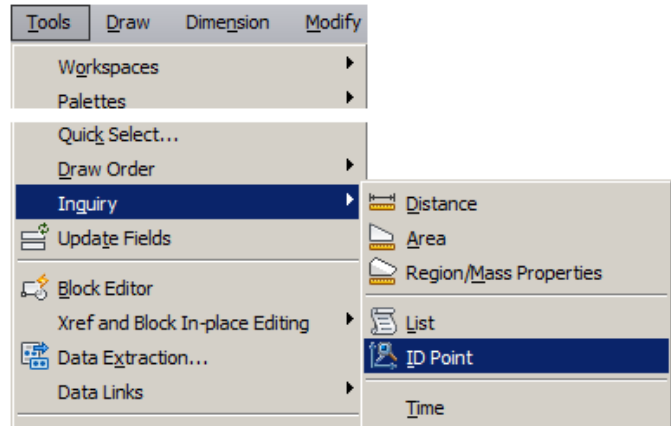 Tools Draw Dimension Modify
Workspaces
Palettes
Quick Select...
Draw Order
Inquiry
Update Fields
Block Editor
Xref and Block In-place Editing
Data Extraction...
Data Links
Distance
Area
Region/Mass Properties
List
ID Point
Time